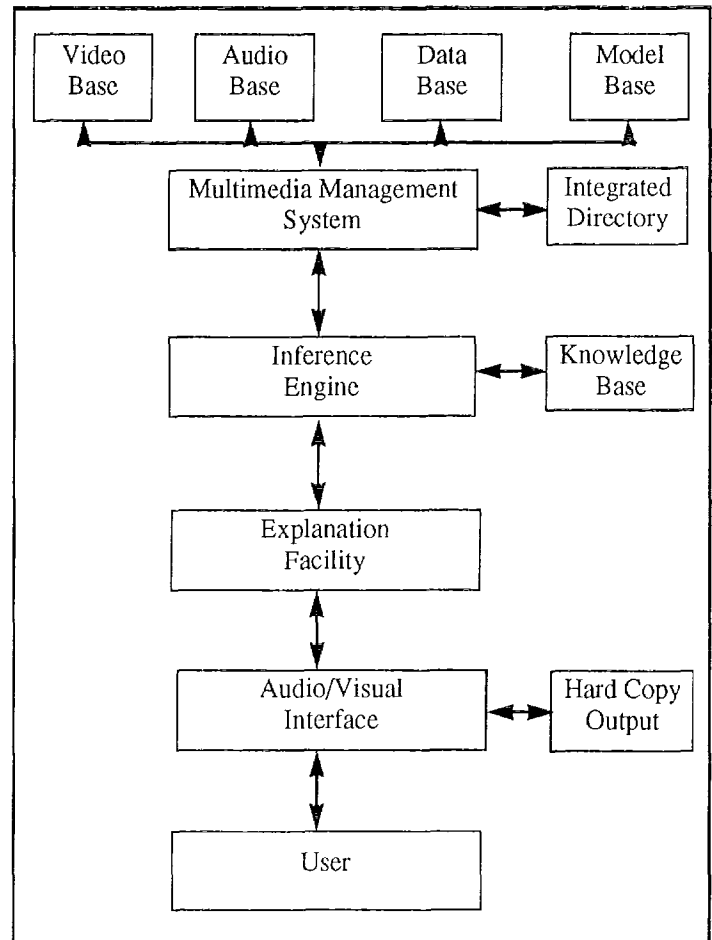 Video
Base
Audio
Base
Data
Base
Model
Base
Multimedia Management
System
Integrated
Directory
Inference
Engine
Knowledge
Base
Explanation
Facility
Audio/Visual
Interface
Hard Copy
Output
User